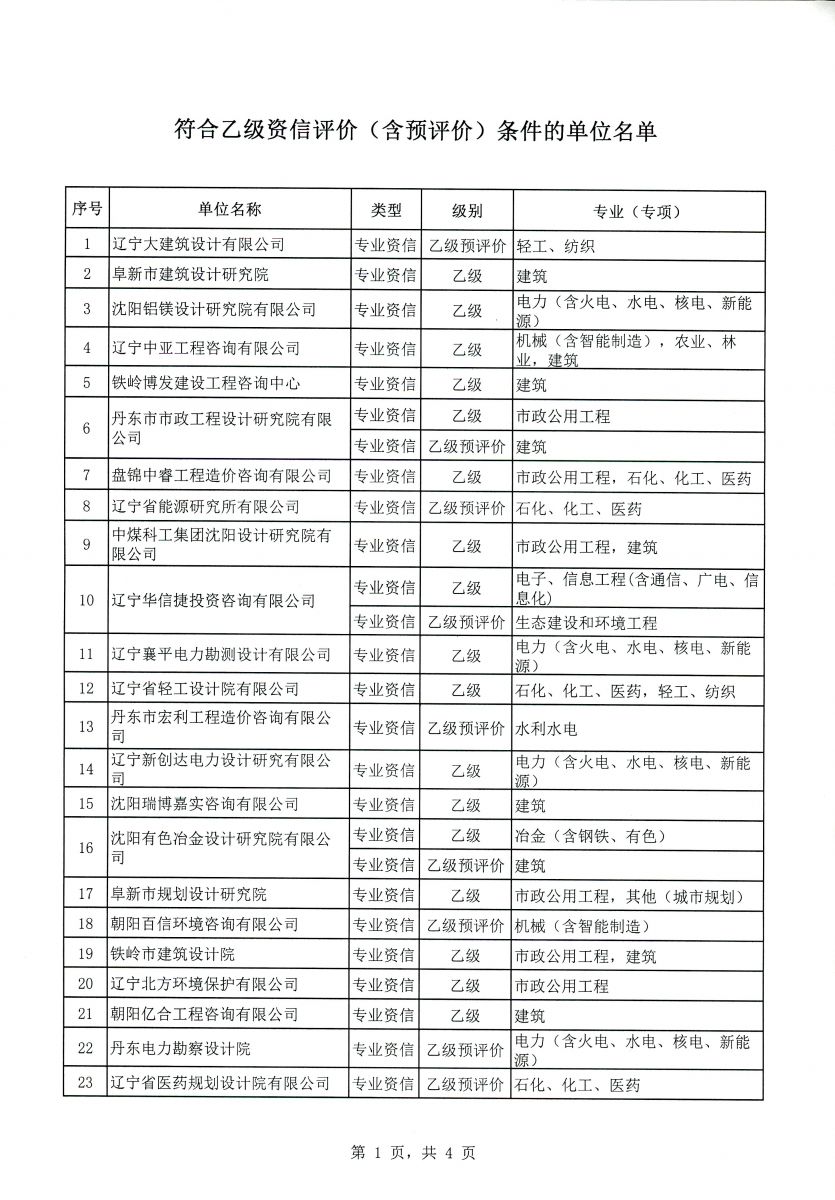 符合乙级资信评价（含预评价）条件的单位名单
序号 单位名称 类型 级别 专业（专项）
1 辽宁大建筑设计有限公司 专业资信 乙级预评价 轻工、纺织
2 阜新市建筑设计研究院 专业资信 乙级 建筑
3 沈阳铝镁设计研究院有限公司 专业资信 乙级 电力（含火电、水电、核电、新能
源）
4 辽宁中亚工程咨询有限公司 专业资信 乙级 机械（含智能制造），农业、林
业，建筑
5 铁岭博发建设工程咨询中心 专业资信 乙级 建筑
6 丹东市市政工程设计研究院有限
公司
专业资信 乙级 市政公用工程
专业资信 乙级预评价 建筑
7 盘锦中睿工程造价咨询有限公司 专业资信 乙级 市政公用工程，石化、化工、医药
8 辽宁省能源研究所有限公司 专业资信 乙级预评价 石化、化工、医药
9 中煤科工集团沈阳设计研究院有
限公司
专业资信 乙级 市政公用工程，建筑
10 辽宁华信捷投资咨询有限公司 专业资信 乙级 电子、信息工程(含通信、广电、信
息化)
专业资信 乙级预评价 生态建设和环境工程
11 辽宁襄平电力勘测设计有限公司 专业资信 乙级 电力（含火电、水电、核电、新能
源）
12 辽宁省轻工设计院有限公司 专业资信 乙级 石化、化工、医药，轻工、纺织
13 丹东市宏利工程造价咨询有限公
司
专业资信 乙级预评价 水利水电
14 辽宁新创达电力设计研究有限公
司
专业资信 乙级 电力（含火电、水电、核电、新能
源）
15 沈阳瑞博嘉实咨询有限公司 专业资信 乙级 建筑
16 沈阳有色冶金设计研究院有限公
司
专业资信 乙级 冶金（含钢铁、有色）
专业资信 乙级预评价 建筑
17 阜新市规划设计研究院 专业资信 乙级 市政公用工程，其他（城市规划）
18 朝阳百信环境咨询有限公司 专业资信 乙级预评价 机械（含智能制造）
19 铁岭市建筑设计院 专业资信 乙级 市政公用工程，建筑
20 辽宁北方环境保护有限公司 专业资信 乙级 市政公用工程
21 朝阳亿合工程咨询有限公司 专业资信 乙级 建筑
22 丹东电力勘察设计院 专业资信 乙级预评价 电力（含火电、水电、核电、新能
源）
23 辽宁省医药规划设计院有限公司 专业资信 乙级预评价 石化、化工、医药
第 1 页，共 4 页